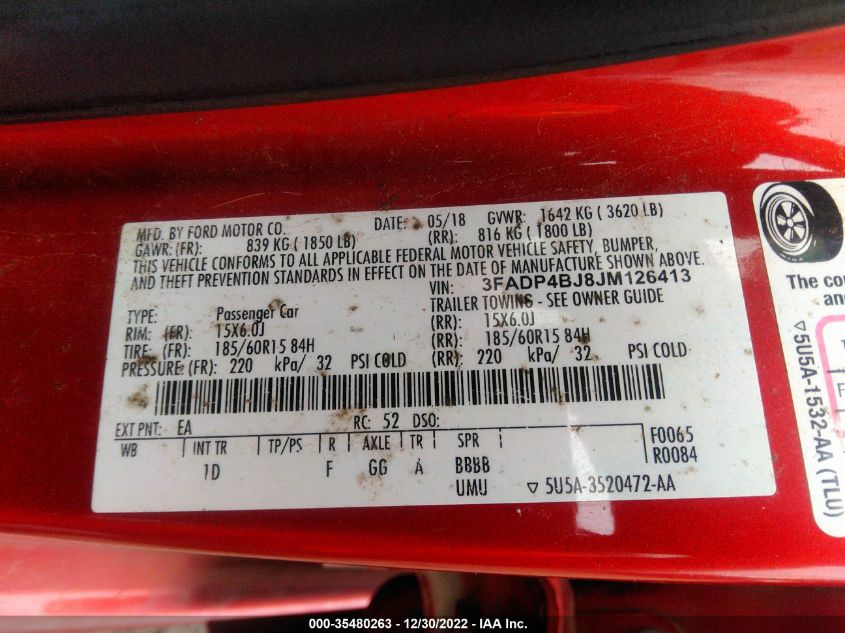 MFD. BY FORD MOTOR CO.
DATE: 05/18 GVWR: 1642 KG ( 3620 LB)
GAWR: (FR): 839 KG ( 1850 LB) (RR): 816 KG ( 1800 LB)
THIS VEHICLE CONFORMS TO ALL APPLICABLE FEDERAL MOTOR VEHICLE SAFETY, BUMPER,
AND THEFT PREVENTION STANDARDS IN EFFECT ON THE DATE OF MANUFACTURE SHOWN ABOVE.
VIN: 3FADP4BJ8JM126413
TYPE: Passenger Car TRAILER TOWING - SEE OWNER GUIDE
RIM: (FR): 15X6.0J (RR): 15X6.0J
TIRE: (FR): 185/60R15 84H (RR): 185/60R15 84H
PRESSURE (FR): 220 kPa/ 32 PSI COLD (RR): 220 kPa/ 32 PSI COLD
EXT PNT: EA RC: 52 DSO:
WB INT TR TP/PS R AXLE TR SPR
F0065
R0084
1D F GG A BBBB
UMU ▽ 5U5A-3520472-AA
The
and
▽5U5A-1532-AA (TLU)
000-35480263 - 12/30/2022 - IAA Inc.